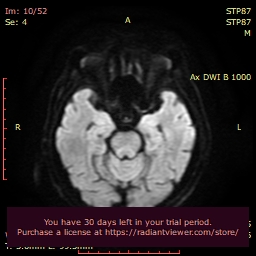 Im: 10/52
Se: 4
A
STP87
STP87
M
Ax DWI B 1000
R
L
You have 30 days left in your trial period.
Purchase a license at https://radiantviewer.com/store/